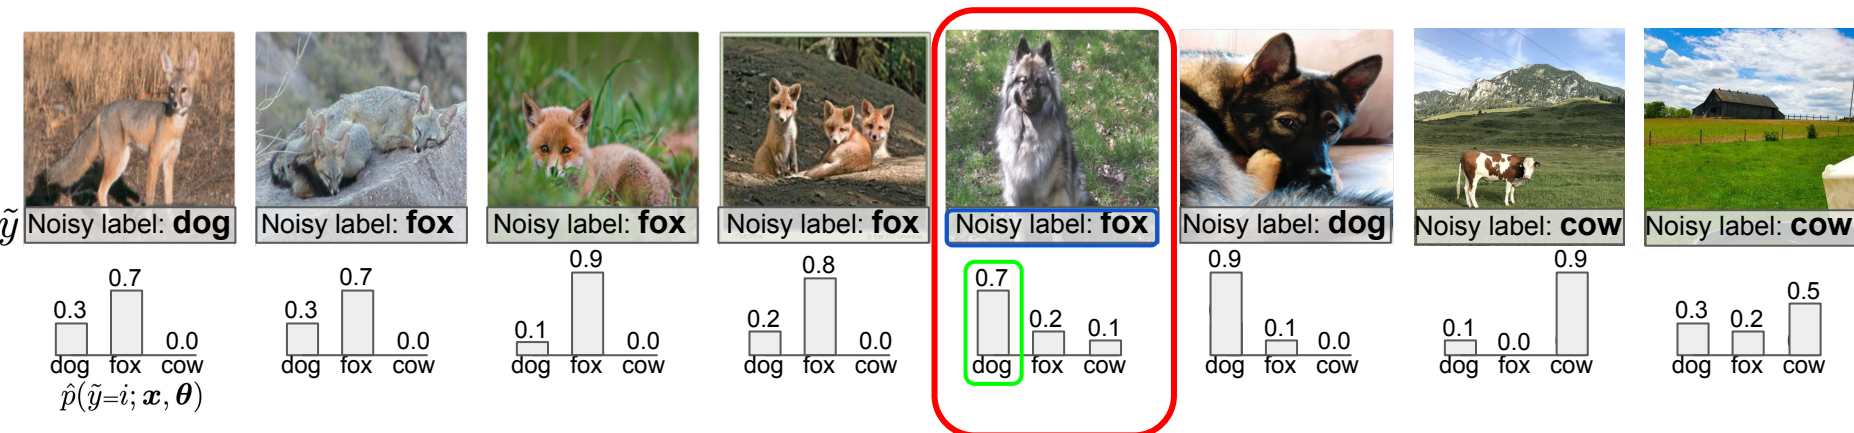 ỹ Noisy label: dog Noisy label: fox Noisy label: fox Noisy label: fox Noisy label: fox Noisy label: dog Noisy label: cow Noisy label: cow
0.3 0.7 0.0
dog fox cow
0.3 0.7 0.0
dog fox cow
0.1 0.9 0.0
dog fox cow
0.2 0.8 0.0
dog fox cow
0.7 0.2 0.1
dog fox cow
0.9 0.1 0.0
dog fox cow
0.1 0.0 0.9
dog fox cow
0.3 0.2 0.5
dog fox cow
p̂(ỹ=i; x, θ)